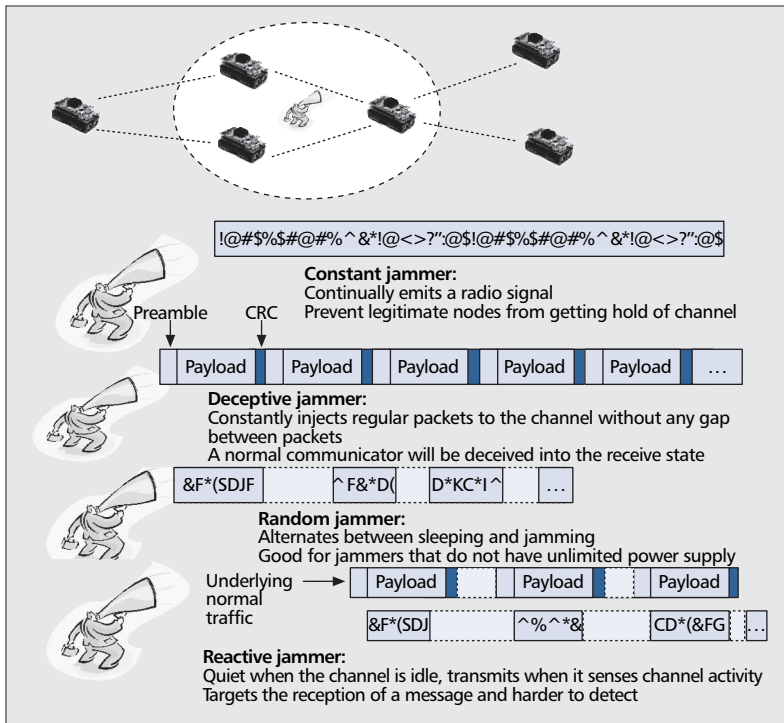 !@#$%$#@#%^&*!@<>?":@$!@#$%$#@#%^&*!@<>?":@$
Constant jammer:
Continually emits a radio signal
Prevent legitimate nodes from getting hold of channel
Preamble CRC
Payload Payload Payload Payload Payload ...
Deceptive jammer:
Constantly injects regular packets to the channel without any gap
between packets
A normal communicator will be deceived into the receive state
&F*(SDJF ^F&*D( D*KC*I^ ...
Random jammer:
Alternates between sleeping and jamming
Good for jammers that do not have unlimited power supply
Underlying
normal
traffic
Payload Payload Payload
&F*(SDJ ^%^*& CD*(&FG ...
Reactive jammer:
Quiet when the channel is idle, transmits when it senses channel activity
Targets the reception of a message and harder to detect